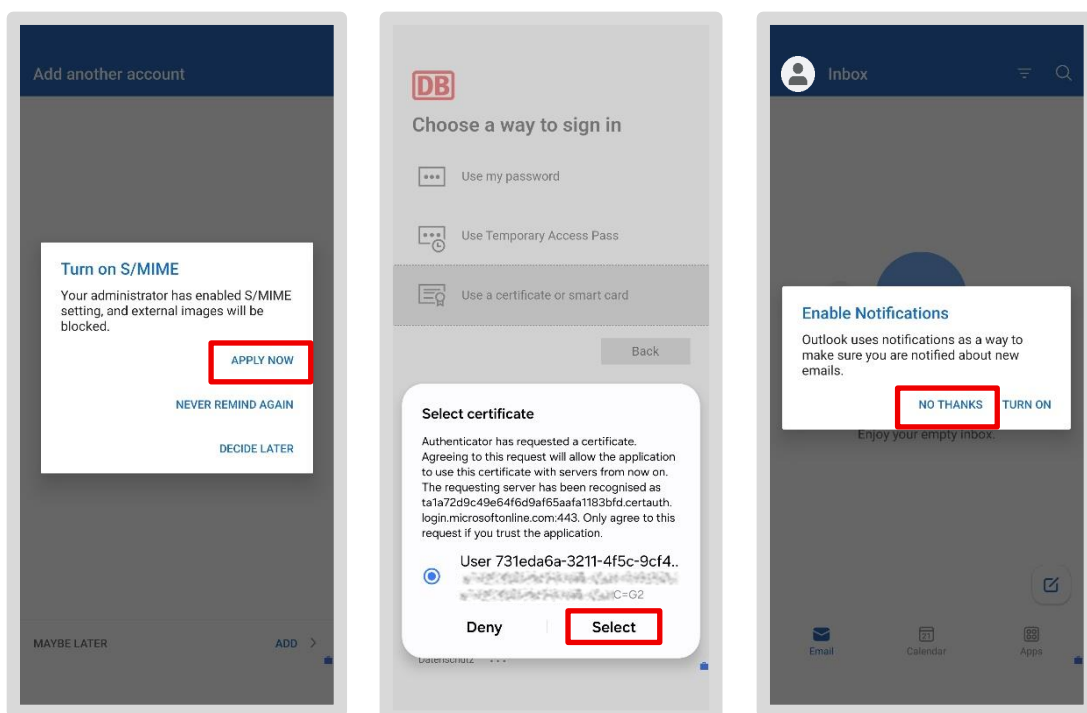 Add another account
Turn on S/MIME
Your administrator has enabled S/MIME
setting, and external images will be
blocked.
APPLY NOW
NEVER REMIND AGAIN
DECIDE LATER
MAYBE LATER
ADD
DB
Choose a way to sign in
Use my password
Use Temporary Access Pass
Use a certificate or smart card
Back
Select certificate
Authenticator has requested a certificate.
Agreeing to this request will allow the application
to use this certificate with servers from now on.
The requesting server has been recognised as
ta1a72d9c49e64f6d9af65aafa1183bfd.certauth.
login.microsoftonline.com:443. Only agree to this
request if you trust the application.
User 731eda6a-3211-4f5c-9cf4..
C=G2
Deny
Select
Datenschutz ...
Inbox
Enable Notifications
Outlook uses notifications as a way to
make sure you are notified about new
emails.
NO THANKS TURN ON
Enjoy your empty inbox.
Email
21
Calendar
Apps